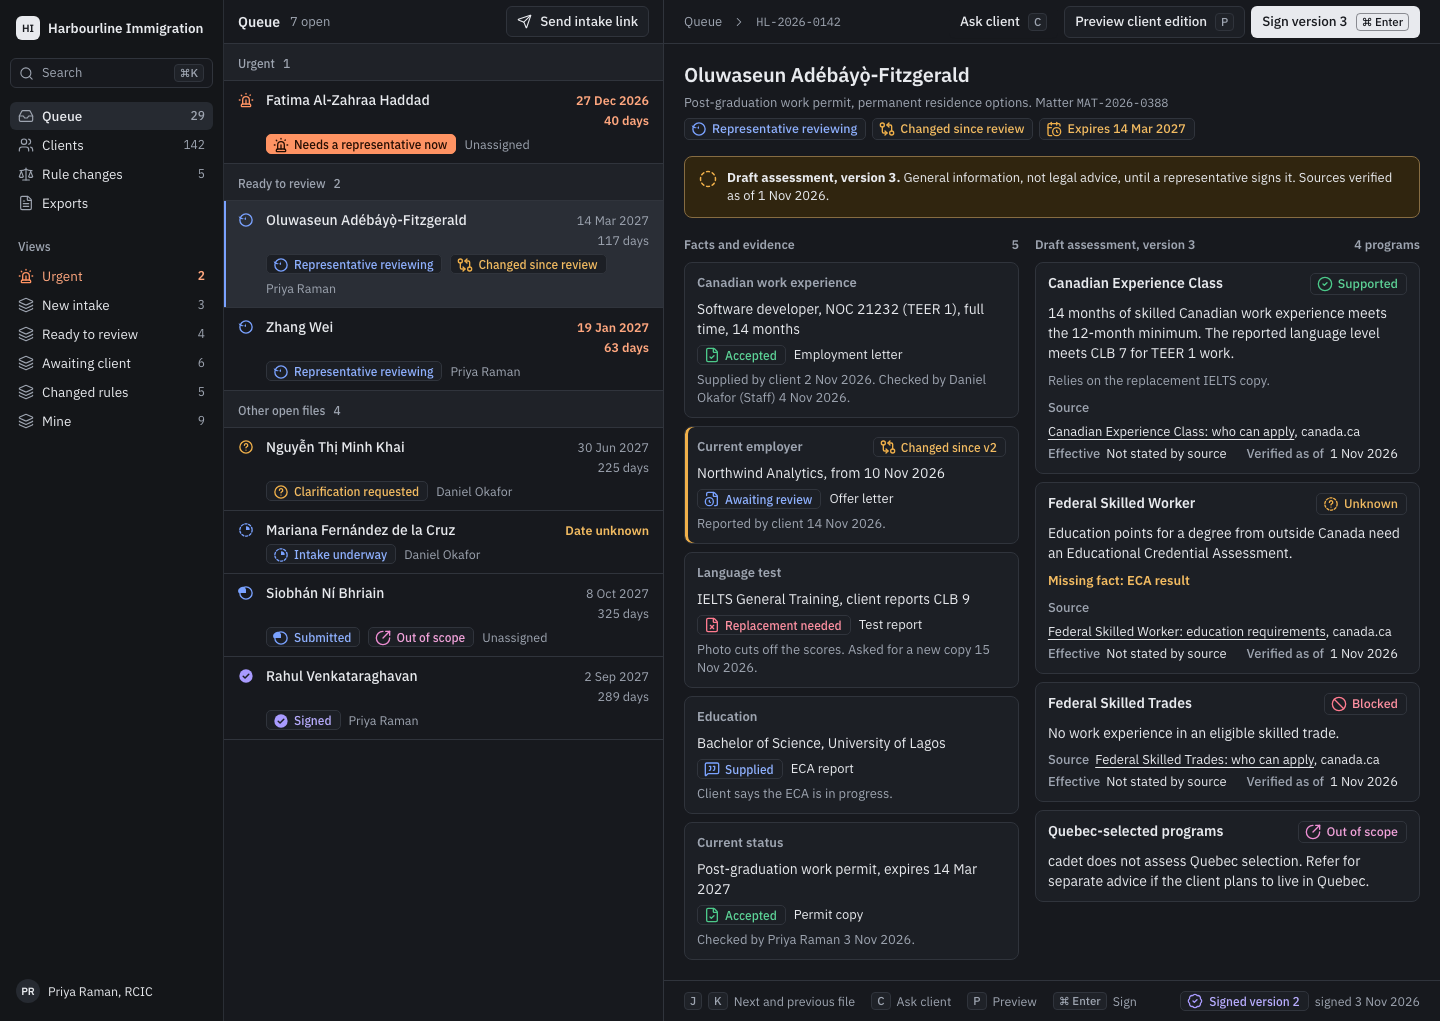 HI Harbourline Immigration
Search ⌘K
Queue 29
Clients 142
Rule changes 5
Exports
Views
Urgent 2
New intake 3
Ready to review 4
Awaiting client 6
Changed rules 5
Mine 9
PR Priya Raman, RCIC
Queue 7 open
Send intake link
Urgent 1
Fatima Al-Zahraa Haddad 27 Dec 2026
40 days
Needs a representative now Unassigned
Ready to review 2
Oluwaseun Adébáyọ̀-Fitzgerald 14 Mar 2027
117 days
Representative reviewing Changed since review
Priya Raman
Zhang Wei 19 Jan 2027
63 days
Representative reviewing Priya Raman
Other open files 4
Nguyễn Thị Minh Khai 30 Jun 2027
225 days
Clarification requested Daniel Okafor
Mariana Fernández de la Cruz Date unknown
Intake underway Daniel Okafor
Siobhán Ní Bhriain 8 Oct 2027
325 days
Submitted Out of scope Unassigned
Rahul Venkataraghavan 2 Sep 2027
289 days
Signed Priya Raman
Queue > HL-2026-0142
Ask client C
Preview client edition P
Sign version 3 ⌘ Enter
Oluwaseun Adébáyọ̀-Fitzgerald
Post-graduation work permit, permanent residence options. Matter MAT-2026-0388
Representative reviewing Changed since review Expires 14 Mar 2027
Draft assessment, version 3. General information, not legal advice, until a representative signs it. Sources verified
as of 1 Nov 2026.
Facts and evidence 5
Canadian work experience
Software developer, NOC 21232 (TEER 1), full
time, 14 months
Accepted Employment letter
Supplied by client 2 Nov 2026. Checked by Daniel
Okafor (Staff) 4 Nov 2026.
Current employer Changed since v2
Northwind Analytics, from 10 Nov 2026
Awaiting review Offer letter
Reported by client 14 Nov 2026.
Language test
IELTS General Training, client reports CLB 9
Replacement needed Test report
Photo cuts off the scores. Asked for a new copy 15
Nov 2026.
Education
Bachelor of Science, University of Lagos
Supplied ECA report
Client says the ECA is in progress.
Current status
Post-graduation work permit, expires 14 Mar
2027
Accepted Permit copy
Checked by Priya Raman 3 Nov 2026.
Draft assessment, version 3 4 programs
Canadian Experience Class Supported
14 months of skilled Canadian work experience meets
the 12-month minimum. The reported language level
meets CLB 7 for TEER 1 work.
Relies on the replacement IELTS copy.
Source
Canadian Experience Class: who can apply, canada.ca
Effective Not stated by source Verified as of 1 Nov 2026
Federal Skilled Worker Unknown
Education points for a degree from outside Canada need
an Educational Credential Assessment.
Missing fact: ECA result
Source
Federal Skilled Worker: education requirements, canada.ca
Effective Not stated by source Verified as of 1 Nov 2026
Federal Skilled Trades Blocked
No work experience in an eligible skilled trade.
Source Federal Skilled Trades: who can apply, canada.ca
Effective Not stated by source Verified as of 1 Nov 2026
Quebec-selected programs Out of scope
cadet does not assess Quebec selection. Refer for
separate advice if the client plans to live in Quebec.
J K Next and previous file C Ask client P Preview ⌘ Enter Sign
Signed version 2 signed 3 Nov 2026